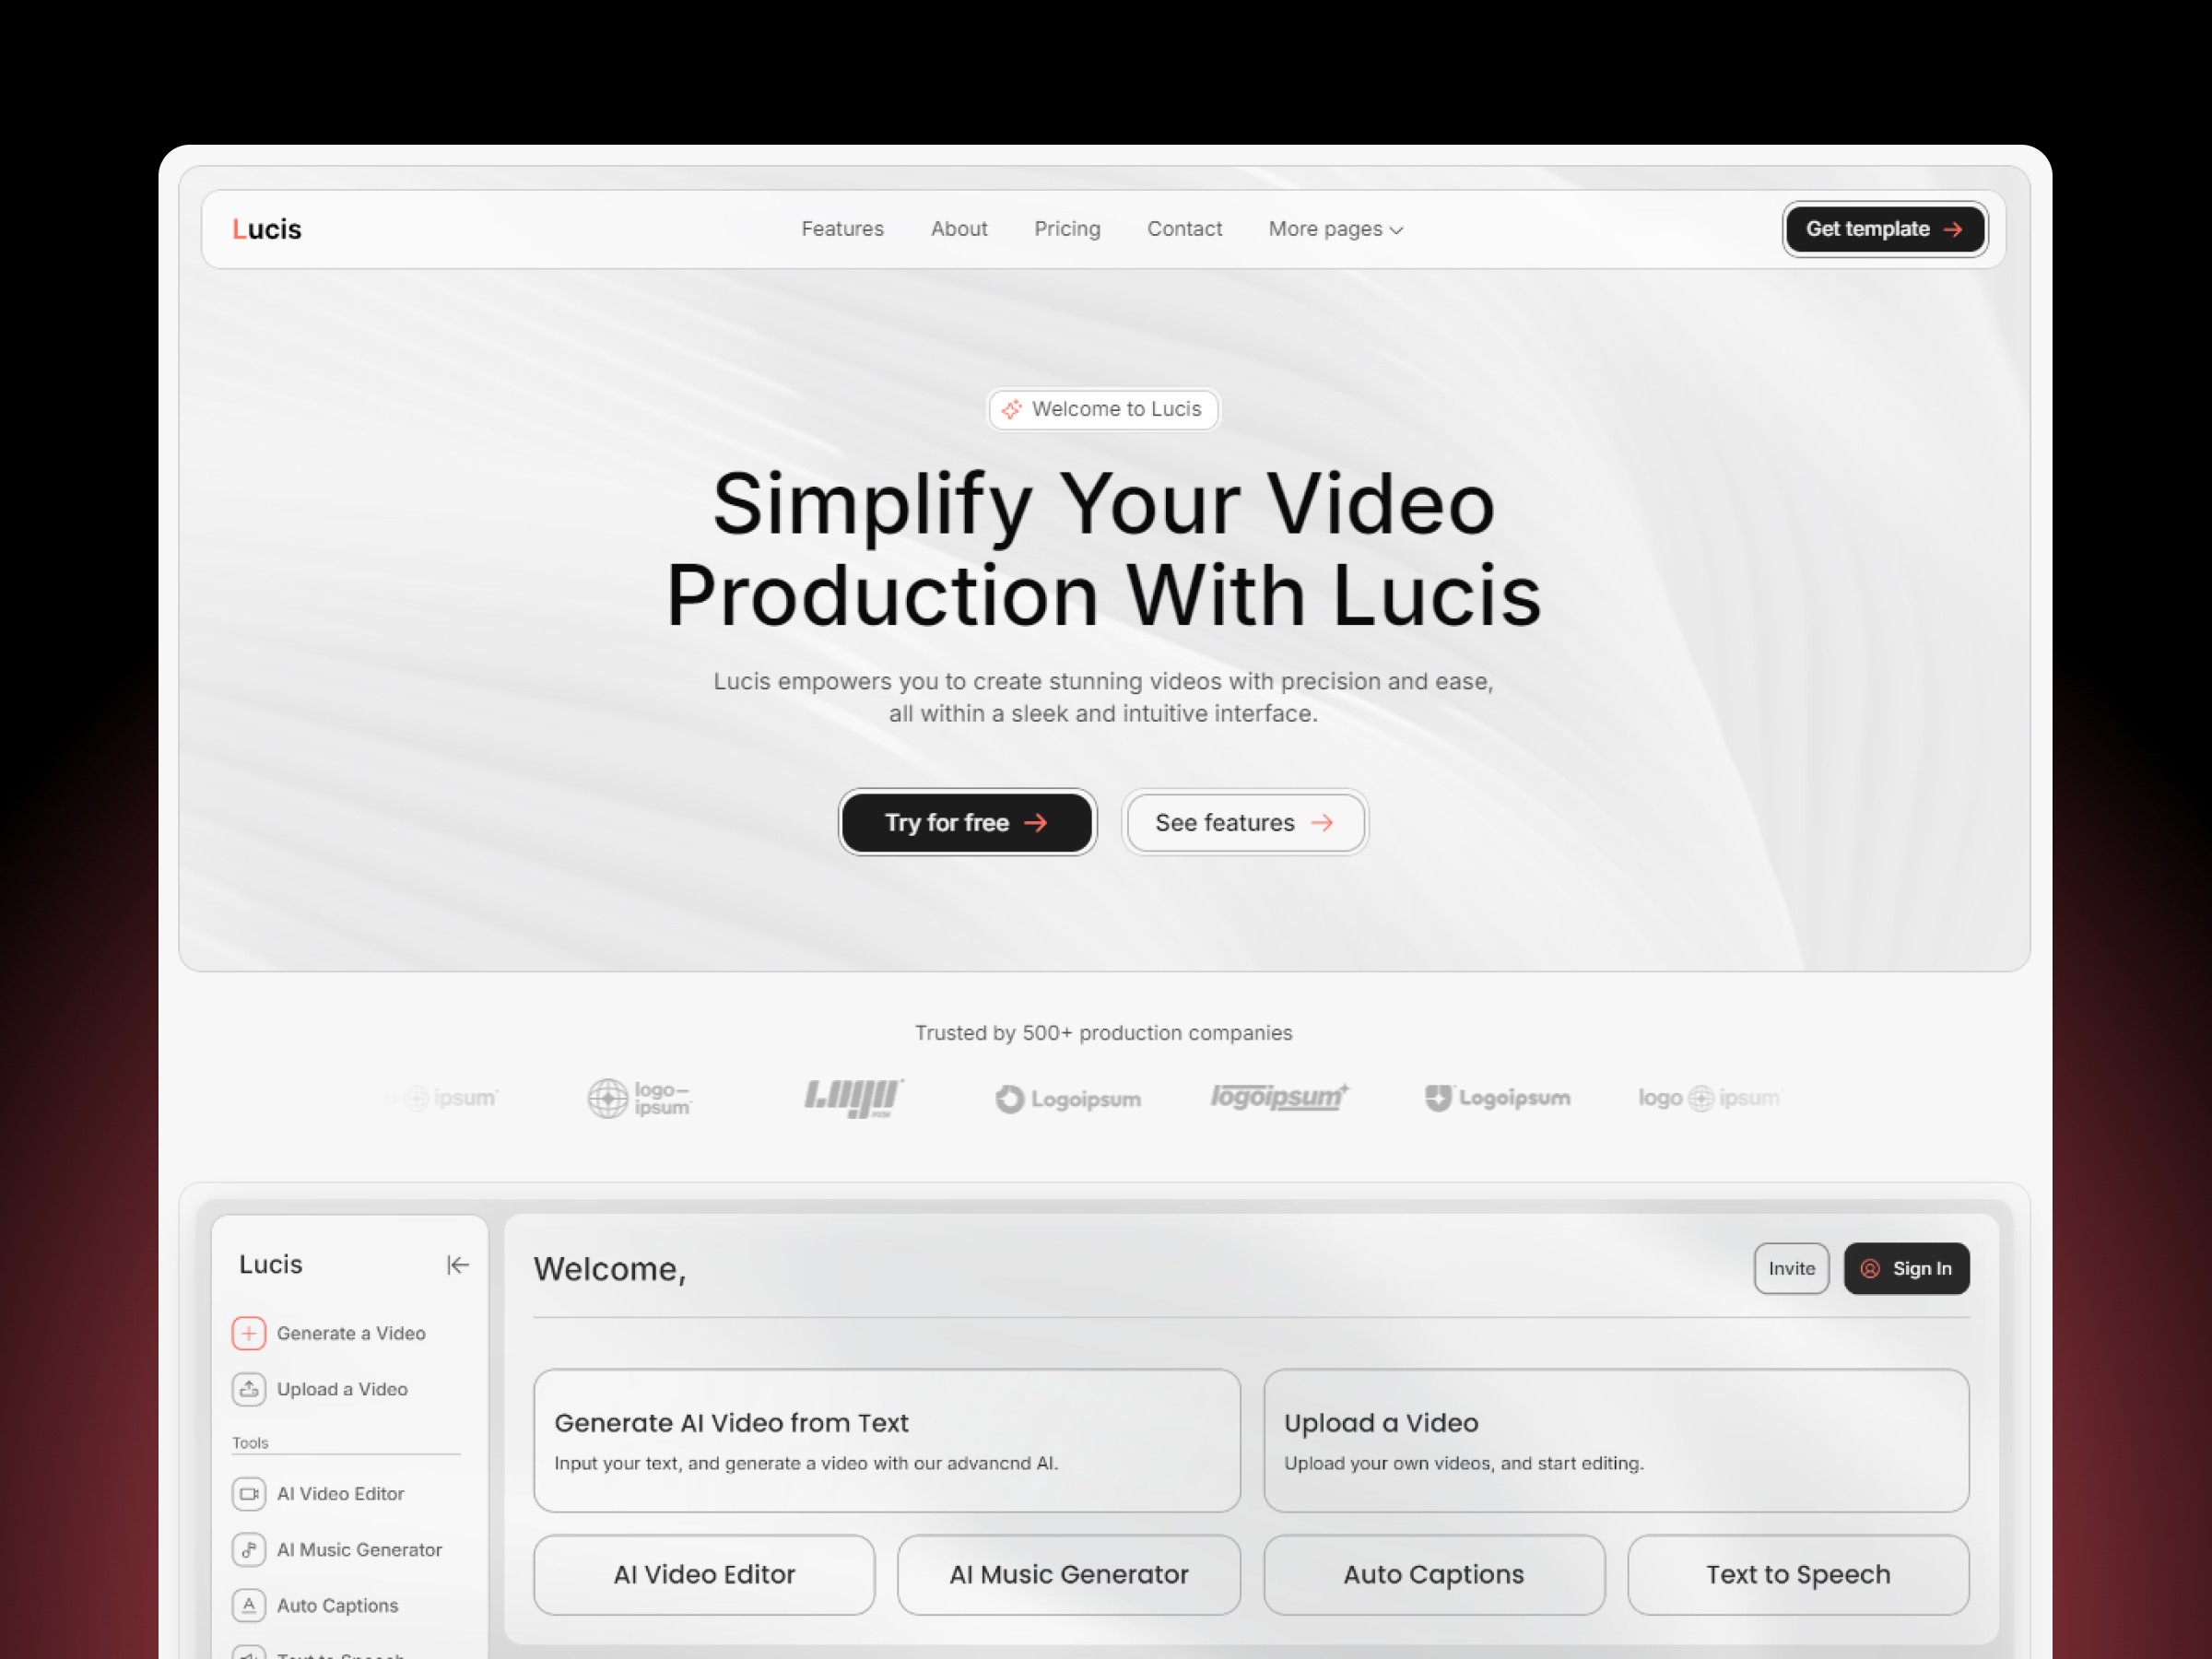 Lucis
Features
About
Pricing
Contact
More pages
Get template
Welcome to Lucis
Simplify Your Video
Production With Lucis
Lucis empowers you to create stunning videos with precision and ease,
all within a sleek and intuitive interface.
Try for free
See features
Trusted by 500+ production companies
ipsum
logo
ipsum
Logoipsum
logoipsum
Logoipsum
logo ipsum
Lucis
Generate a Video
Upload a Video
Tools
AI Video Editor
AI Music Generator
Auto Captions
Text to Speech
Welcome,
Invite
Sign In
Generate AI Video from Text
Input your text, and generate a video with our advancnd AI.
Upload a Video
Upload your own videos, and start editing.
AI Video Editor
AI Music Generator
Auto Captions
Text to Speech